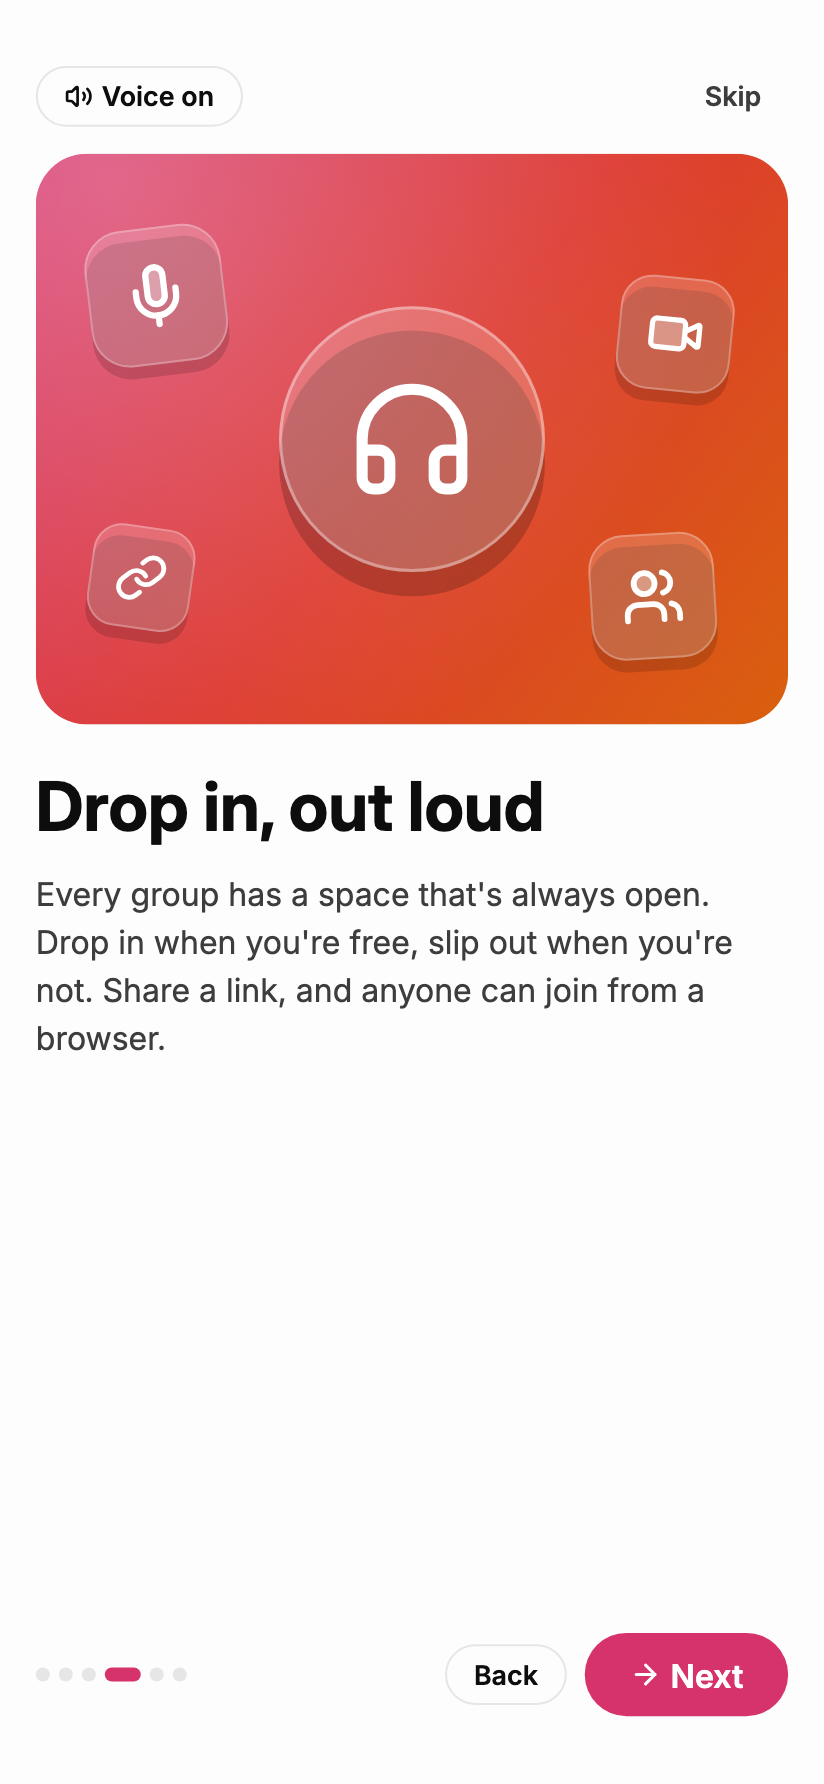 Voice on
Skip
Drop in, out loud
Every group has a space that's always open.
Drop in when you're free, slip out when you're
not. Share a link, and anyone can join from a
browser.
Back
Next